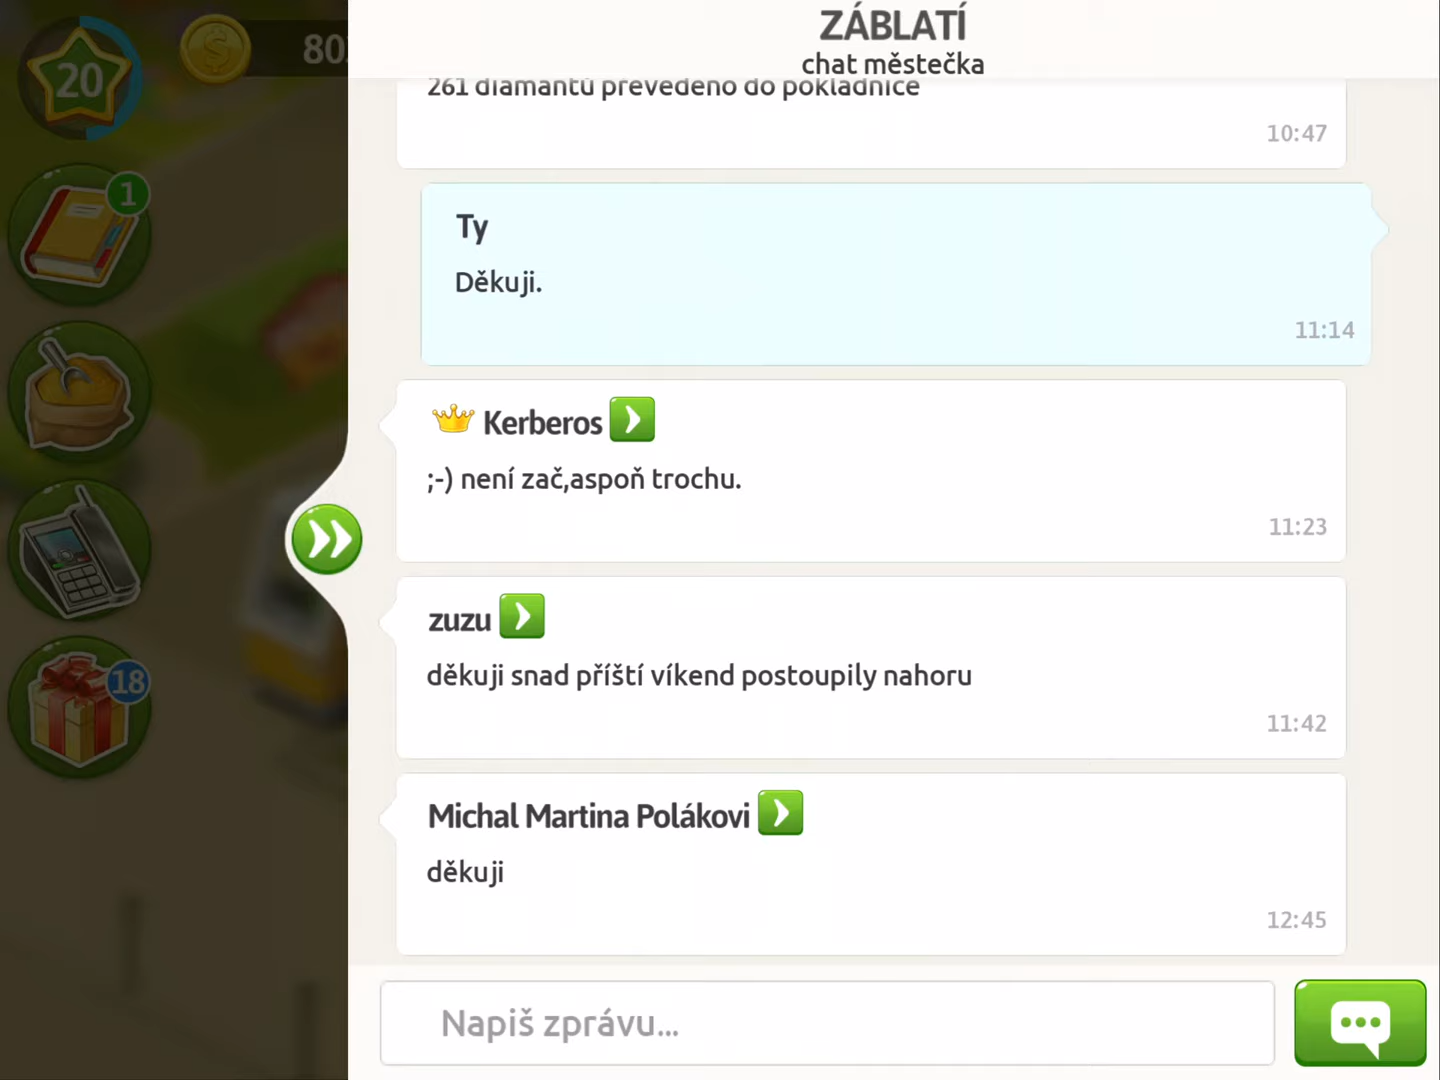 20
ZÁBLATÍ
chat městečka
261 diamantů převedeno do pokladnice
10:47
1
Ty
Děkuji.
11:14
Kerberos
;-) není zač,aspoň trochu.
11:23
zuzu
děkuji snad příští víkend postoupily nahoru
11:42
18
Michal Martina Polákovi
děkuji
12:45
Napiš zprávu...